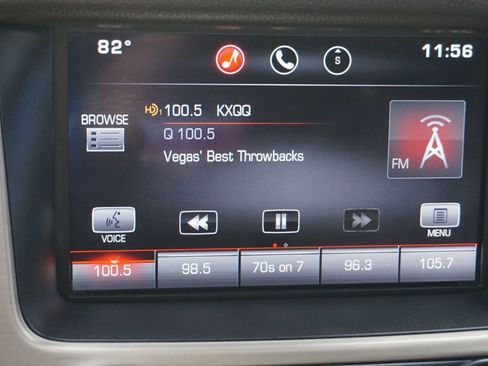 82° S 11:56
HD1 100.5 KXQQ
BROWSE
Q 100.5
Vegas' Best Throwbacks
FM
VOICE
MENU
100.5 98.5 70s on 7 96.3 105.7